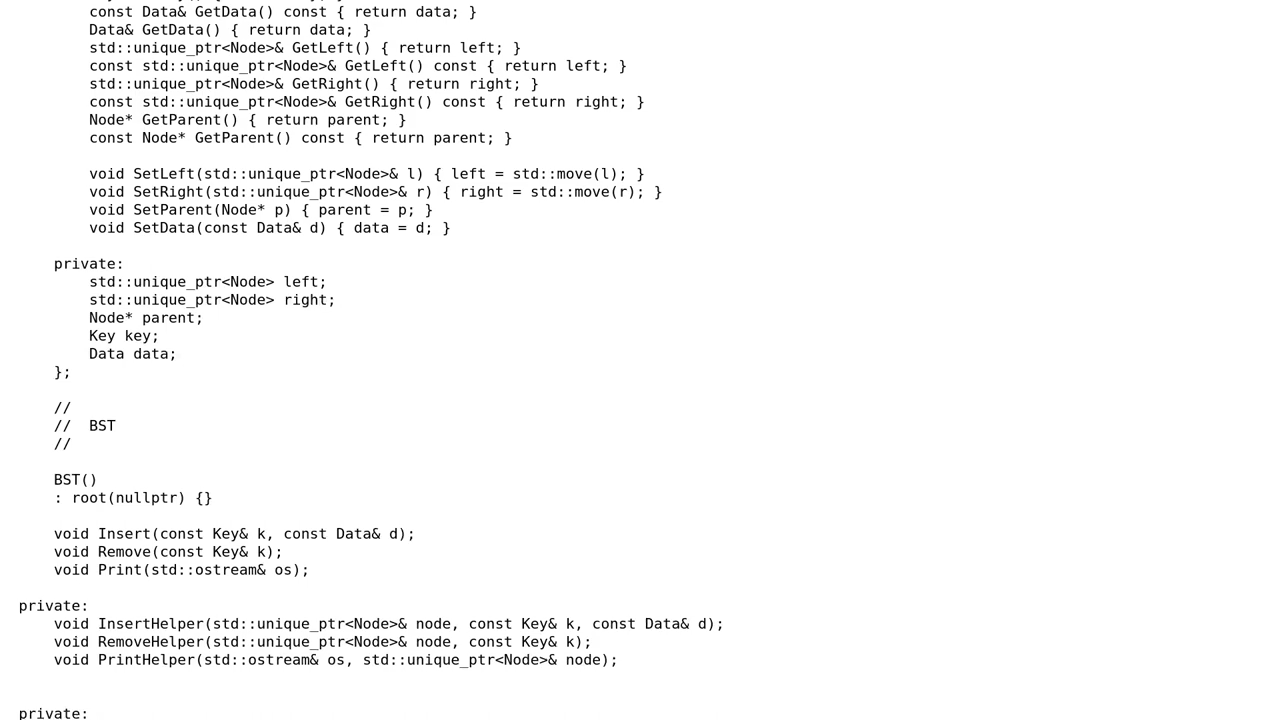 const Data& GetData() const { return data; }
Data& GetData() { return data; }
std::unique_ptr<Node>& GetLeft() { return left; }
const std::unique_ptr<Node>& GetLeft() const { return left; }
std::unique_ptr<Node>& GetRight() { return right; }
const std::unique_ptr<Node>& GetRight() const { return right; }
Node* GetParent() { return parent; }
const Node* GetParent() const { return parent; }
void SetLeft(std::unique_ptr<Node>& l) { left = std::move(l); }
void SetRight(std::unique_ptr<Node>& r) { right = std::move(r); }
void SetParent(Node* p) { parent = p; }
void SetData(const Data& d) { data = d; }
private:
std::unique_ptr<Node> left;
std::unique_ptr<Node> right;
Node* parent;
Key key;
Data data;
};
//
//  BST
//
BST()
: root(nullptr) {}
void Insert(const Key& k, const Data& d);
void Remove(const Key& k);
void Print(std::ostream& os);
private:
void InsertHelper(std::unique_ptr<Node>& node, const Key& k, const Data& d);
void RemoveHelper(std::unique_ptr<Node>& node, const Key& k);
void PrintHelper(std::ostream& os, std::unique_ptr<Node>& node);
private: